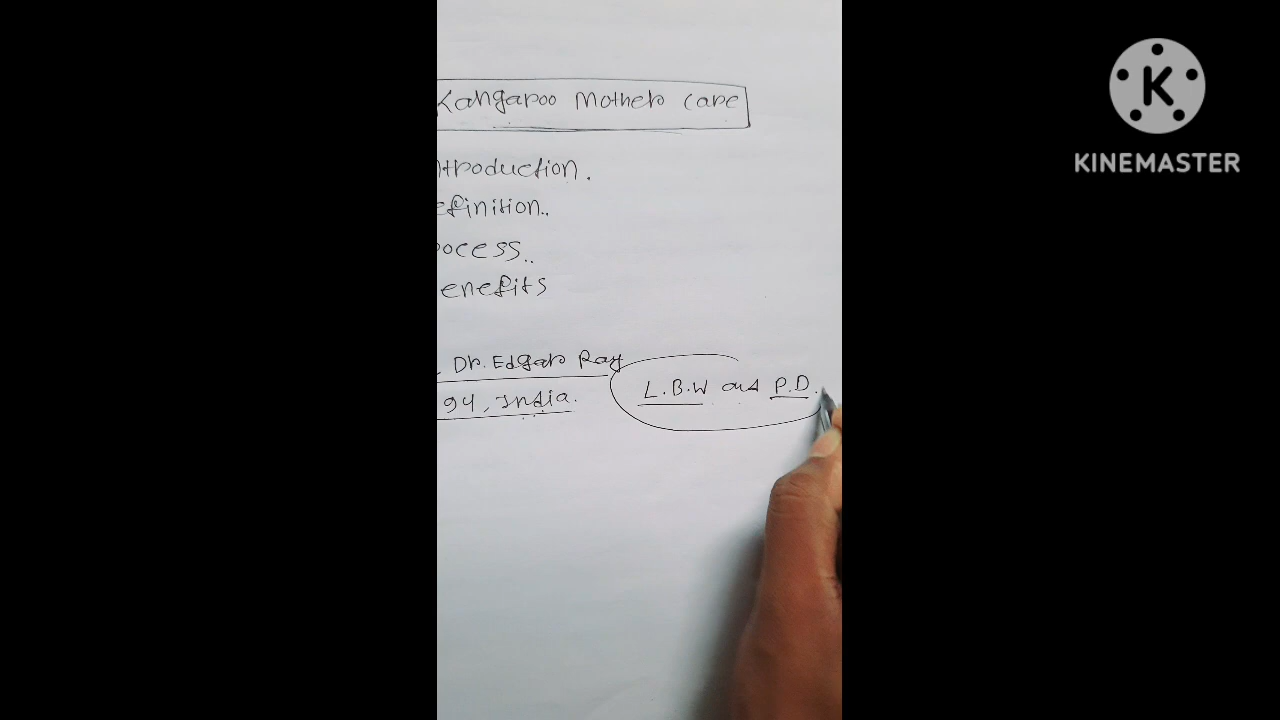 Kangaroo Mother Care
ntroduction.
efinition..
ocess..
enefits
Dr. Edgar Ray
94, India.
L.B.W and P.D.
K
KINEMASTER